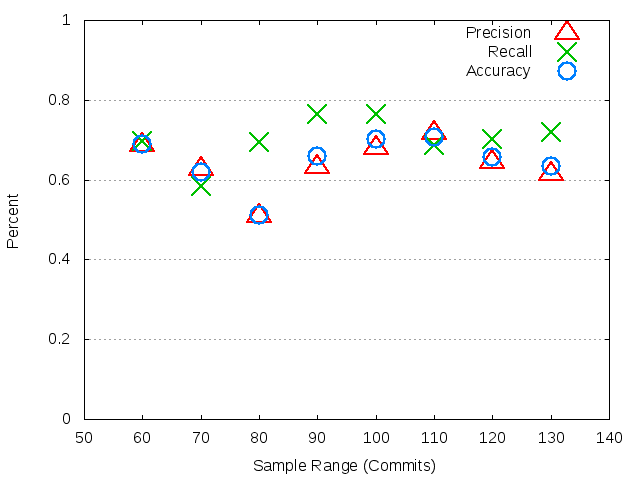 1
0.8
0.6
0.4
0.2
0
Percent
Precision
Recall
Accuracy
50 60 70 80 90 100 110 120 130 140
Sample Range (Commits)